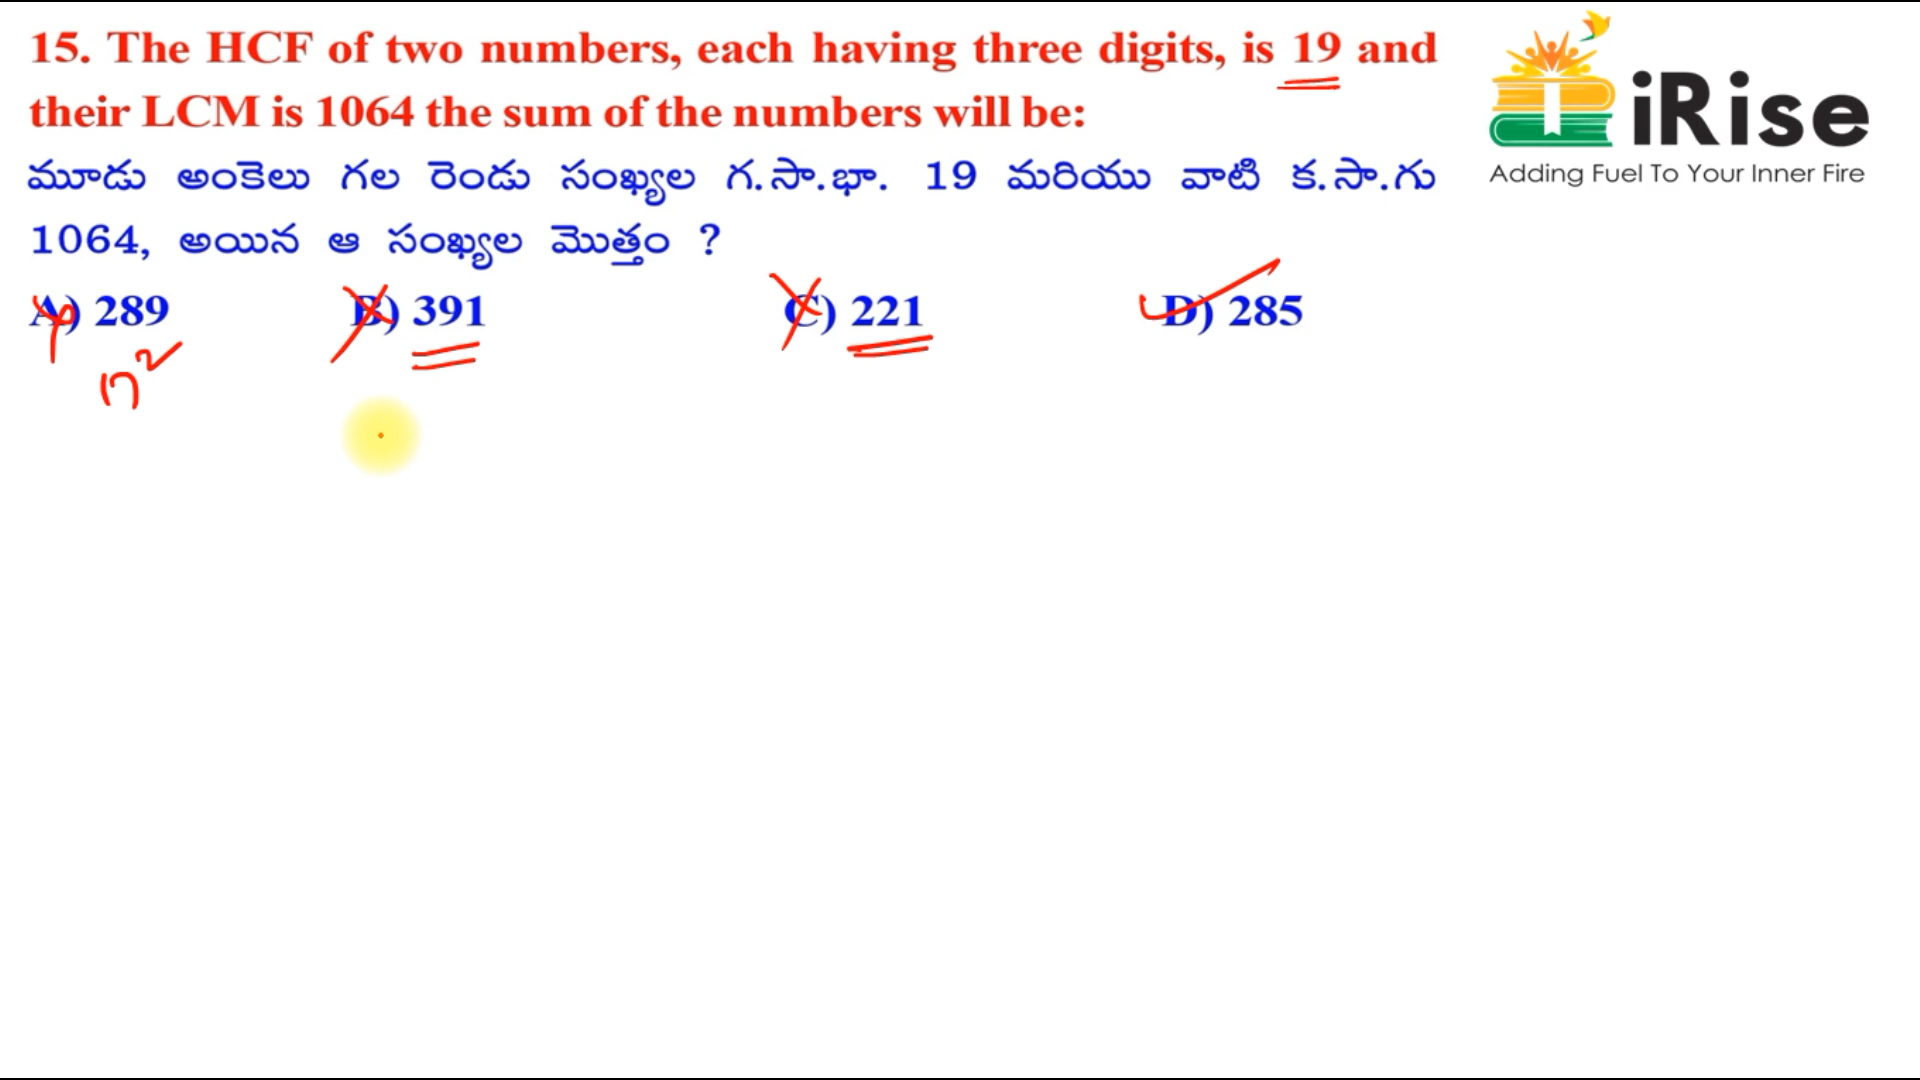 15. The HCF of two numbers, each having three digits, is 19 and
their LCM is 1064 the sum of the numbers will be:
మూడు అంకెలు గల రెండు సంఖ్యల గ.సా.భా. 19 మరియు వాటి క.సా.గు
1064, అయిన ఆ సంఖ్యల మొత్తం ?
A) 289 B) 391 C) 221 D) 285
17²
iRise
Adding Fuel To Your Inner Fire